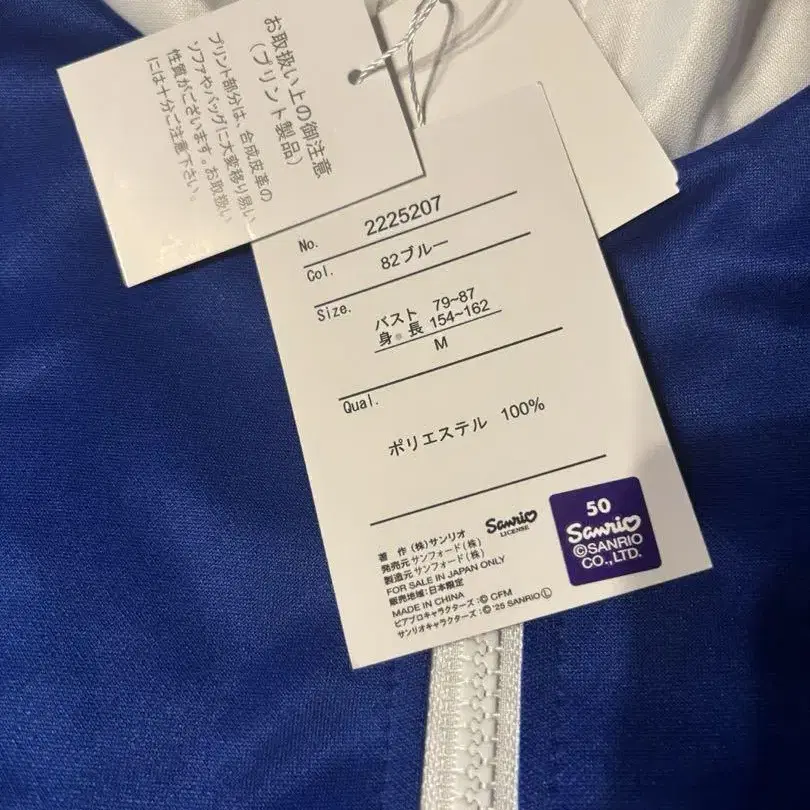 お取扱い上の御注意
(プリント製品)
プリント部分は、合成皮革の
ソファやバッグに大変移り易い
性質がございます。お取扱い
には十分ご注意下さい。
No. 2225207
Col. 82ブルー
Size. バスト 79~87
身 長 154~162
M
Qual.
ポリエステル 100%
著 作 (株)サンリオ
発売元 サンフォード(株)
製造元 サンフォード(株)
FOR SALE IN JAPAN ONLY
販売地域:日本限定
MADE IN CHINA
ピアプロキャラクターズ:© CFM
サンリオキャラクターズ:© '25 SANRIO Ⓛ
Sanrio
LICENSE
50
Sanrio
©SANRIO
CO.,LTD.